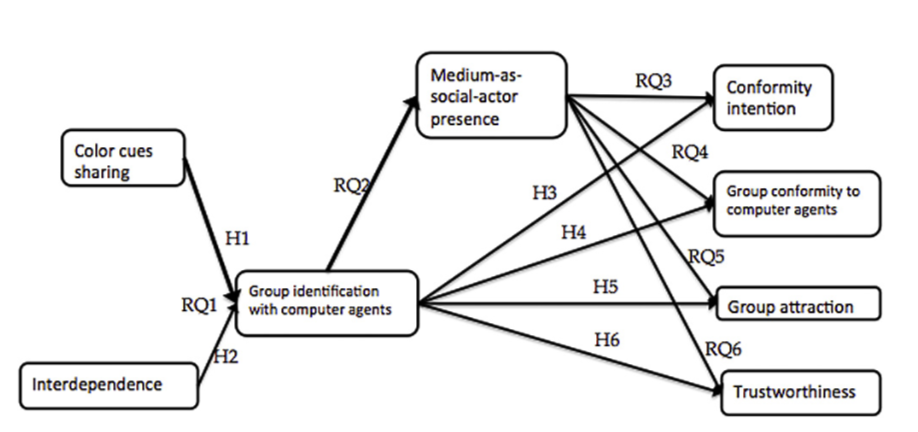 Medium-as-
social-actor
presence
RQ3
Conformity
intention
Color cues
sharing
RQ4
RQ2
H3
Group conformity to
computer agents
H4
H1
RQ5
Group identification
with computer agents
RQ1
H5
Group attraction
H6
RQ6
H2
Interdependence
Trustworthiness